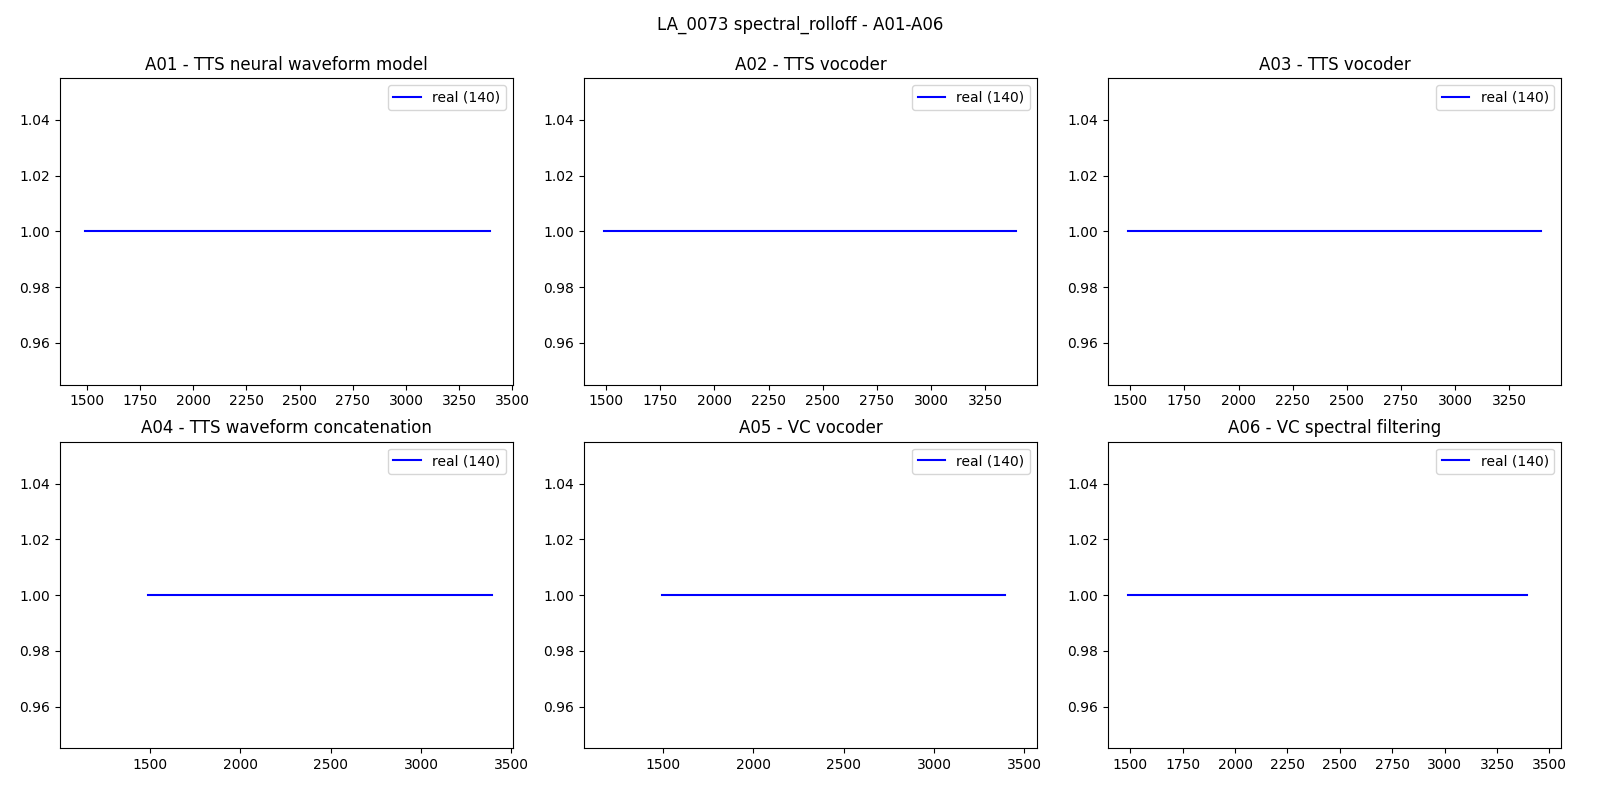 LA_0073 spectral_rolloff - A01-A06
A01 - TTS neural waveform model
A02 - TTS vocoder
A03 - TTS vocoder
real (140)
real (140)
real (140)
1.04
1.02
1.00
0.98
0.96
1.04
1.02
1.00
0.98
0.96
1.04
1.02
1.00
0.98
0.96
1500 1750 2000 2250 2500 2750 3000 3250 3500
1500 1750 2000 2250 2500 2750 3000 3250
1500 1750 2000 2250 2500 2750 3000 3250
A04 - TTS waveform concatenation
A05 - VC vocoder
A06 - VC spectral filtering
real (140)
real (140)
real (140)
1.04
1.02
1.00
0.98
0.96
1.04
1.02
1.00
0.98
0.96
1.04
1.02
1.00
0.98
0.96
1500 2000 2500 3000 3500
1500 2000 2500 3000 3500
1500 1750 2000 2250 2500 2750 3000 3250 3500